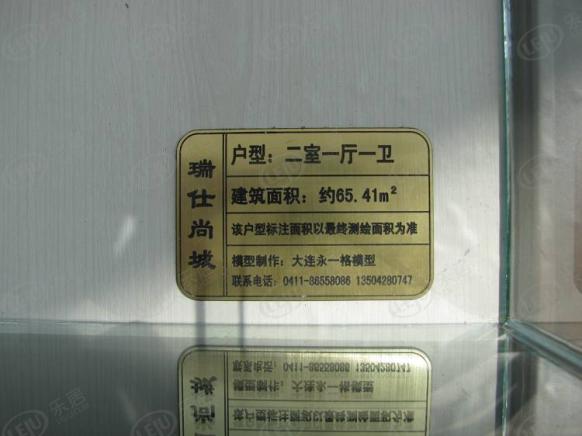 瑞仕尚城
户型：二室一厅一卫
建筑面积：约65.41m²
该户型标注面积以最终测绘面积为准
模型制作：大连永一格模型
联系电话：0411-86558086 13504280747